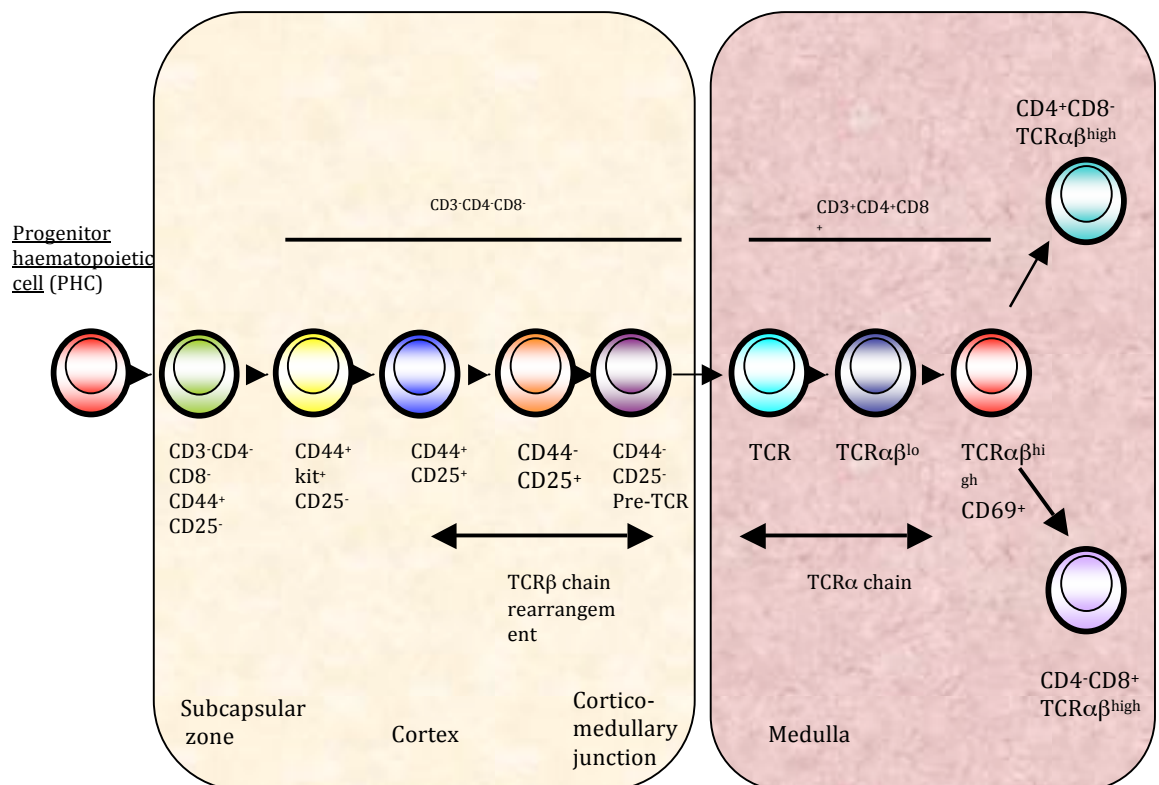 CD4⁺CD8⁻
TCRαβʰⁱᵍʰ
CD3⁻CD4⁻CD8⁻
CD3⁺CD4⁺CD8
⁺
Progenitor
haematopoietic
cell (PHC)
CD3⁻CD4⁻
CD8⁻
CD44⁺
CD25⁻
CD44⁺
kit⁺
CD25⁻
CD44⁺
CD25⁺
CD44⁻
CD25⁺
CD44⁻
CD25⁻
Pre-TCR
TCR
TCRαβˡᵒ
TCRαβʰⁱ
ᵍʰ
CD69⁺
TCRβ chain
rearrangem
ent
TCRα chain
CD4⁻CD8⁺
TCRαβʰⁱᵍʰ
Subcapsular
zone
Cortex
Cortico-
medullary
junction
Medulla